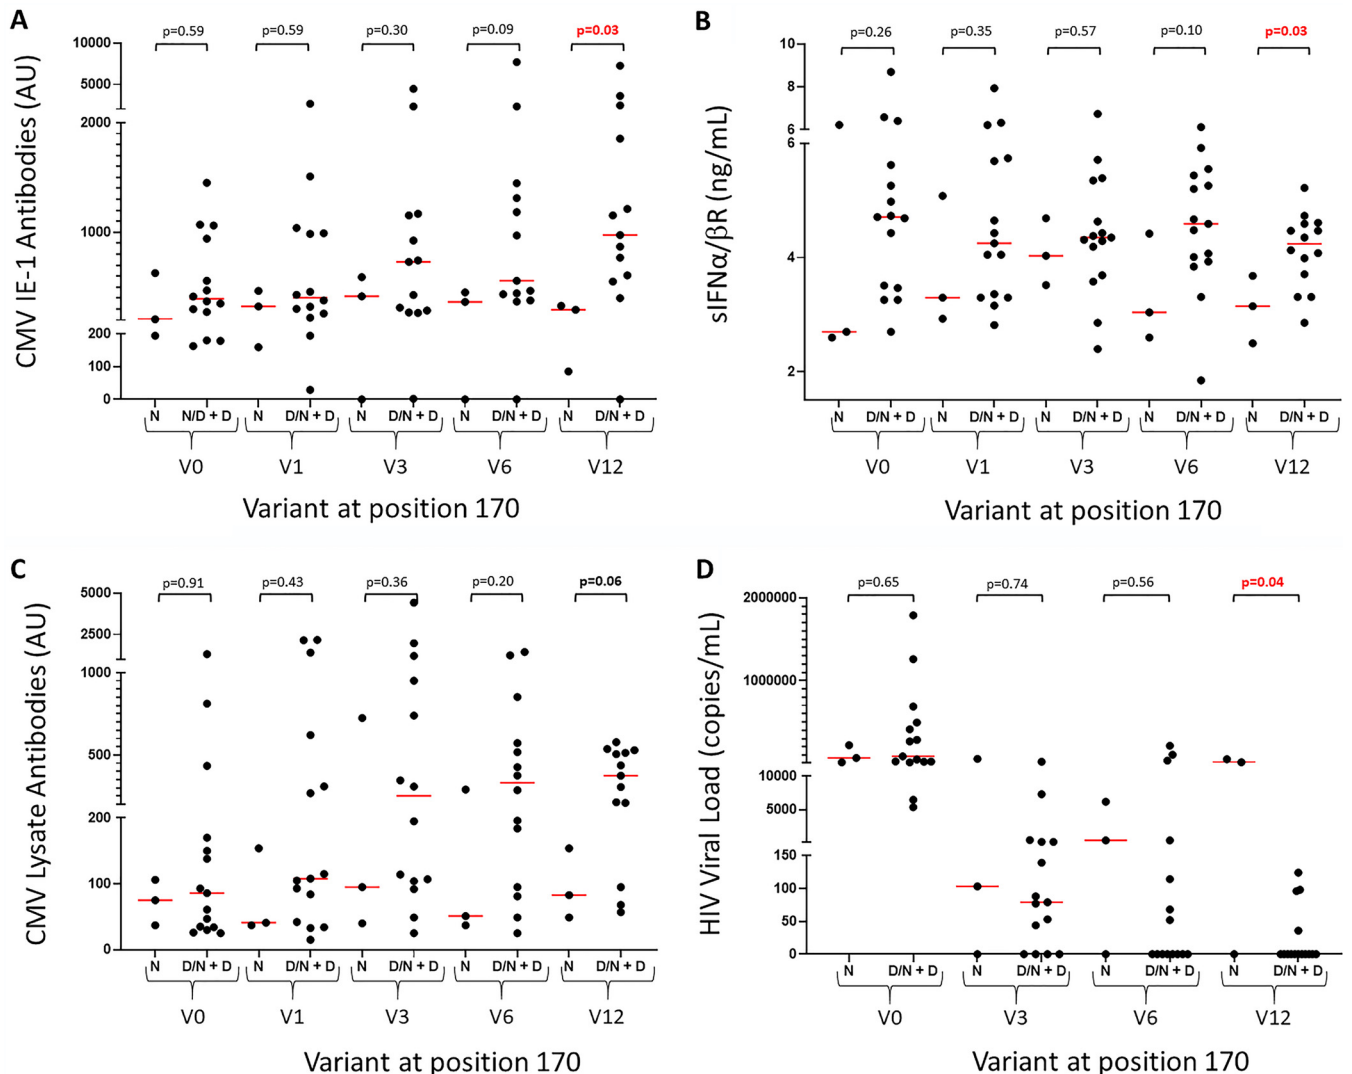 A
p=0.59 p=0.59 p=0.30 p=0.09 p=0.03
CMV IE-1 Antibodies (AU)
10000
5000
2000
1000
200
100
0
N N/D + D N D/N + D N D/N + D N D/N + D N D/N + D
V0 V1 V3 V6 V12
Variant at position 170
B
p=0.26 p=0.35 p=0.57 p=0.10 p=0.03
sIFNα/βR (ng/mL)
10
8
6
6
4
2
N D/N + D N D/N + D N D/N + D N D/N + D N D/N + D
V0 V1 V3 V6 V12
Variant at position 170
C
p=0.91 p=0.43 p=0.36 p=0.20 p=0.06
CMV Lysate Antibodies (AU)
5000
2500
1000
500
200
100
0
N D/N + D N D/N + D N D/N + D N D/N + D N D/N + D
V0 V1 V3 V6 V12
Variant at position 170
D
p=0.65 p=0.74 p=0.56 p=0.04
HIV Viral Load (copies/mL)
2000000
1000000
10000
5000
150
100
50
0
N D/N + D N D/N + D N D/N + D N D/N + D
V0 V3 V6 V12
Variant at position 170